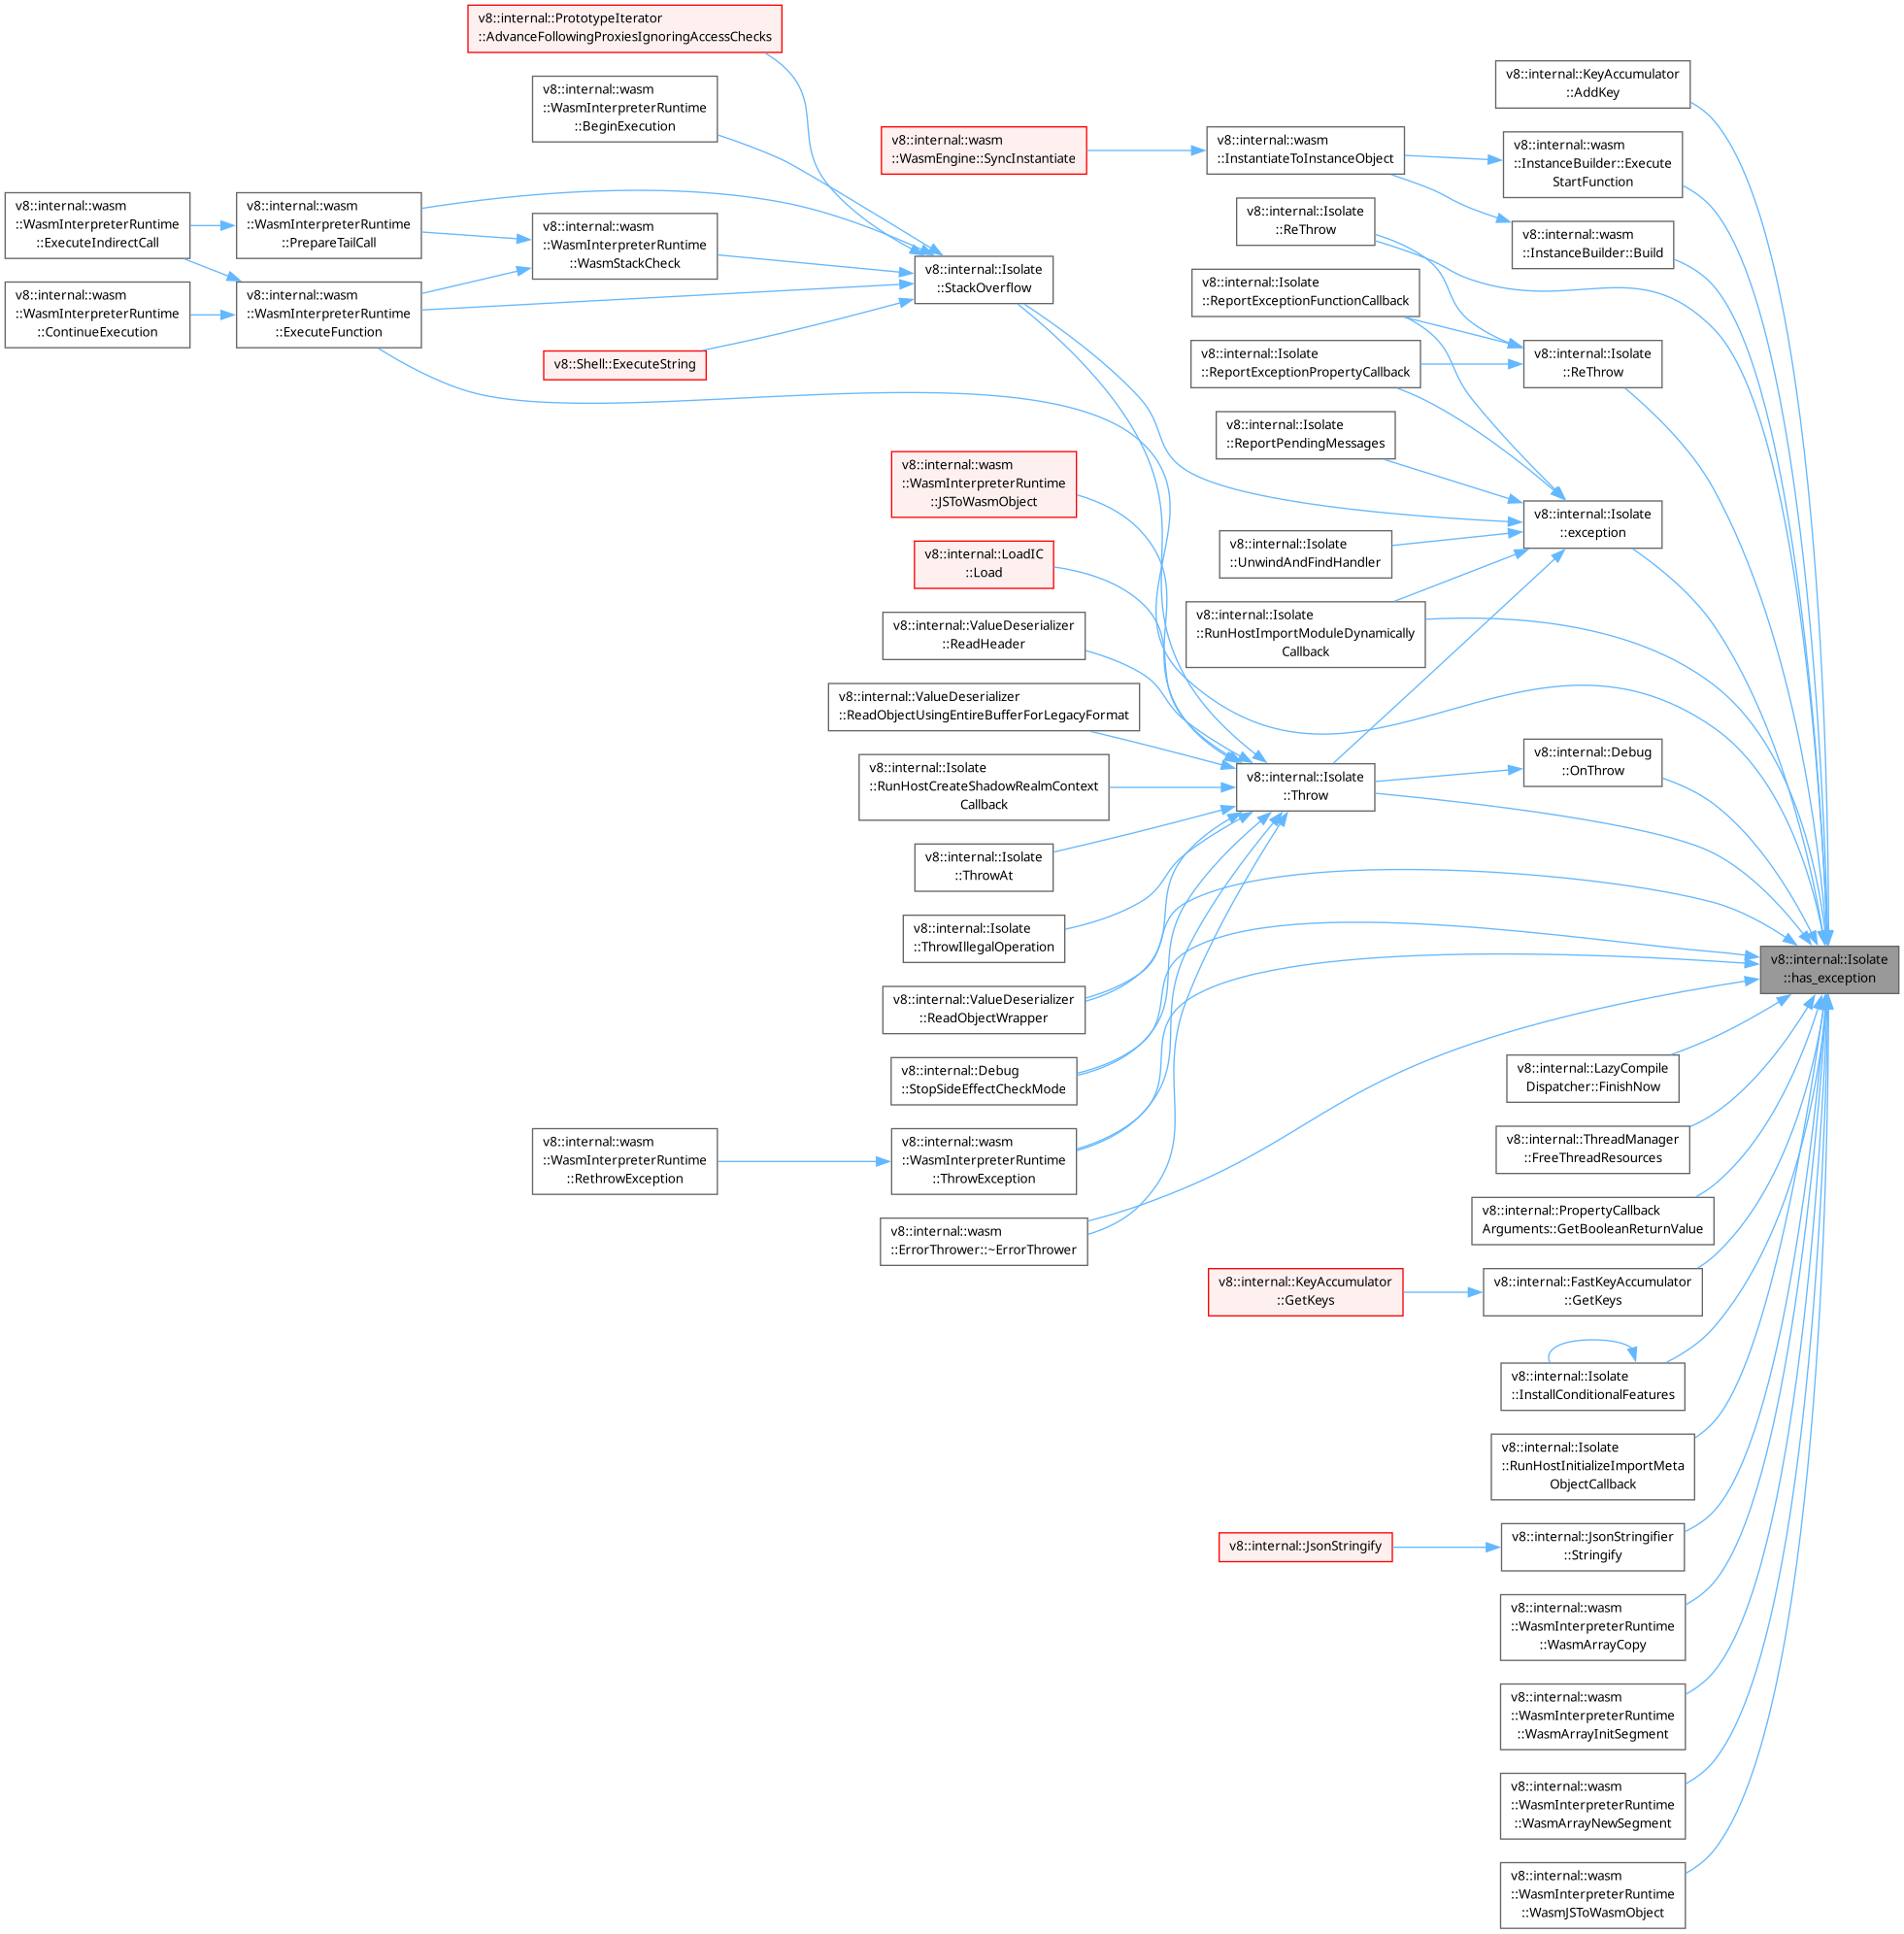 v8::internal::PrototypeIterator
::AdvanceFollowingProxiesIgnoringAccessChecks
v8::internal::wasm
::WasmInterpreterRuntime
::BeginExecution
v8::internal::wasm
::WasmInterpreterRuntime
::ExecuteIndirectCall
v8::internal::wasm
::WasmInterpreterRuntime
::PrepareTailCall
v8::internal::wasm
::WasmInterpreterRuntime
::WasmStackCheck
v8::internal::Isolate
::StackOverflow
v8::internal::wasm
::WasmInterpreterRuntime
::ContinueExecution
v8::internal::wasm
::WasmInterpreterRuntime
::ExecuteFunction
v8::Shell::ExecuteString
v8::internal::wasm
::WasmEngine::SyncInstantiate
v8::internal::wasm
::InstantiateToInstanceObject
v8::internal::KeyAccumulator
::AddKey
v8::internal::wasm
::InstanceBuilder::Execute
StartFunction
v8::internal::Isolate
::ReThrow
v8::internal::wasm
::InstanceBuilder::Build
v8::internal::Isolate
::ReportExceptionFunctionCallback
v8::internal::Isolate
::ReportExceptionPropertyCallback
v8::internal::Isolate
::ReThrow
v8::internal::Isolate
::ReportPendingMessages
v8::internal::Isolate
::exception
v8::internal::Isolate
::UnwindAndFindHandler
v8::internal::Isolate
::RunHostImportModuleDynamically
Callback
v8::internal::wasm
::WasmInterpreterRuntime
::JSToWasmObject
v8::internal::LoadIC
::Load
v8::internal::ValueDeserializer
::ReadHeader
v8::internal::ValueDeserializer
::ReadObjectUsingEntireBufferForLegacyFormat
v8::internal::Isolate
::RunHostCreateShadowRealmContext
Callback
v8::internal::Isolate
::Throw
v8::internal::Debug
::OnThrow
v8::internal::Isolate
::ThrowAt
v8::internal::Isolate
::ThrowIllegalOperation
v8::internal::Isolate
::has_exception
v8::internal::ValueDeserializer
::ReadObjectWrapper
v8::internal::Debug
::StopSideEffectCheckMode
v8::internal::wasm
::WasmInterpreterRuntime
::RethrowException
v8::internal::wasm
::WasmInterpreterRuntime
::ThrowException
v8::internal::wasm
::ErrorThrower::~ErrorThrower
v8::internal::LazyCompile
Dispatcher::FinishNow
v8::internal::ThreadManager
::FreeThreadResources
v8::internal::PropertyCallback
Arguments::GetBooleanReturnValue
v8::internal::KeyAccumulator
::GetKeys
v8::internal::FastKeyAccumulator
::GetKeys
v8::internal::Isolate
::InstallConditionalFeatures
v8::internal::Isolate
::RunHostInitializeImportMeta
ObjectCallback
v8::internal::JsonStringify
v8::internal::JsonStringifier
::Stringify
v8::internal::wasm
::WasmInterpreterRuntime
::WasmArrayCopy
v8::internal::wasm
::WasmInterpreterRuntime
::WasmArrayInitSegment
v8::internal::wasm
::WasmInterpreterRuntime
::WasmArrayNewSegment
v8::internal::wasm
::WasmInterpreterRuntime
::WasmJSToWasmObject